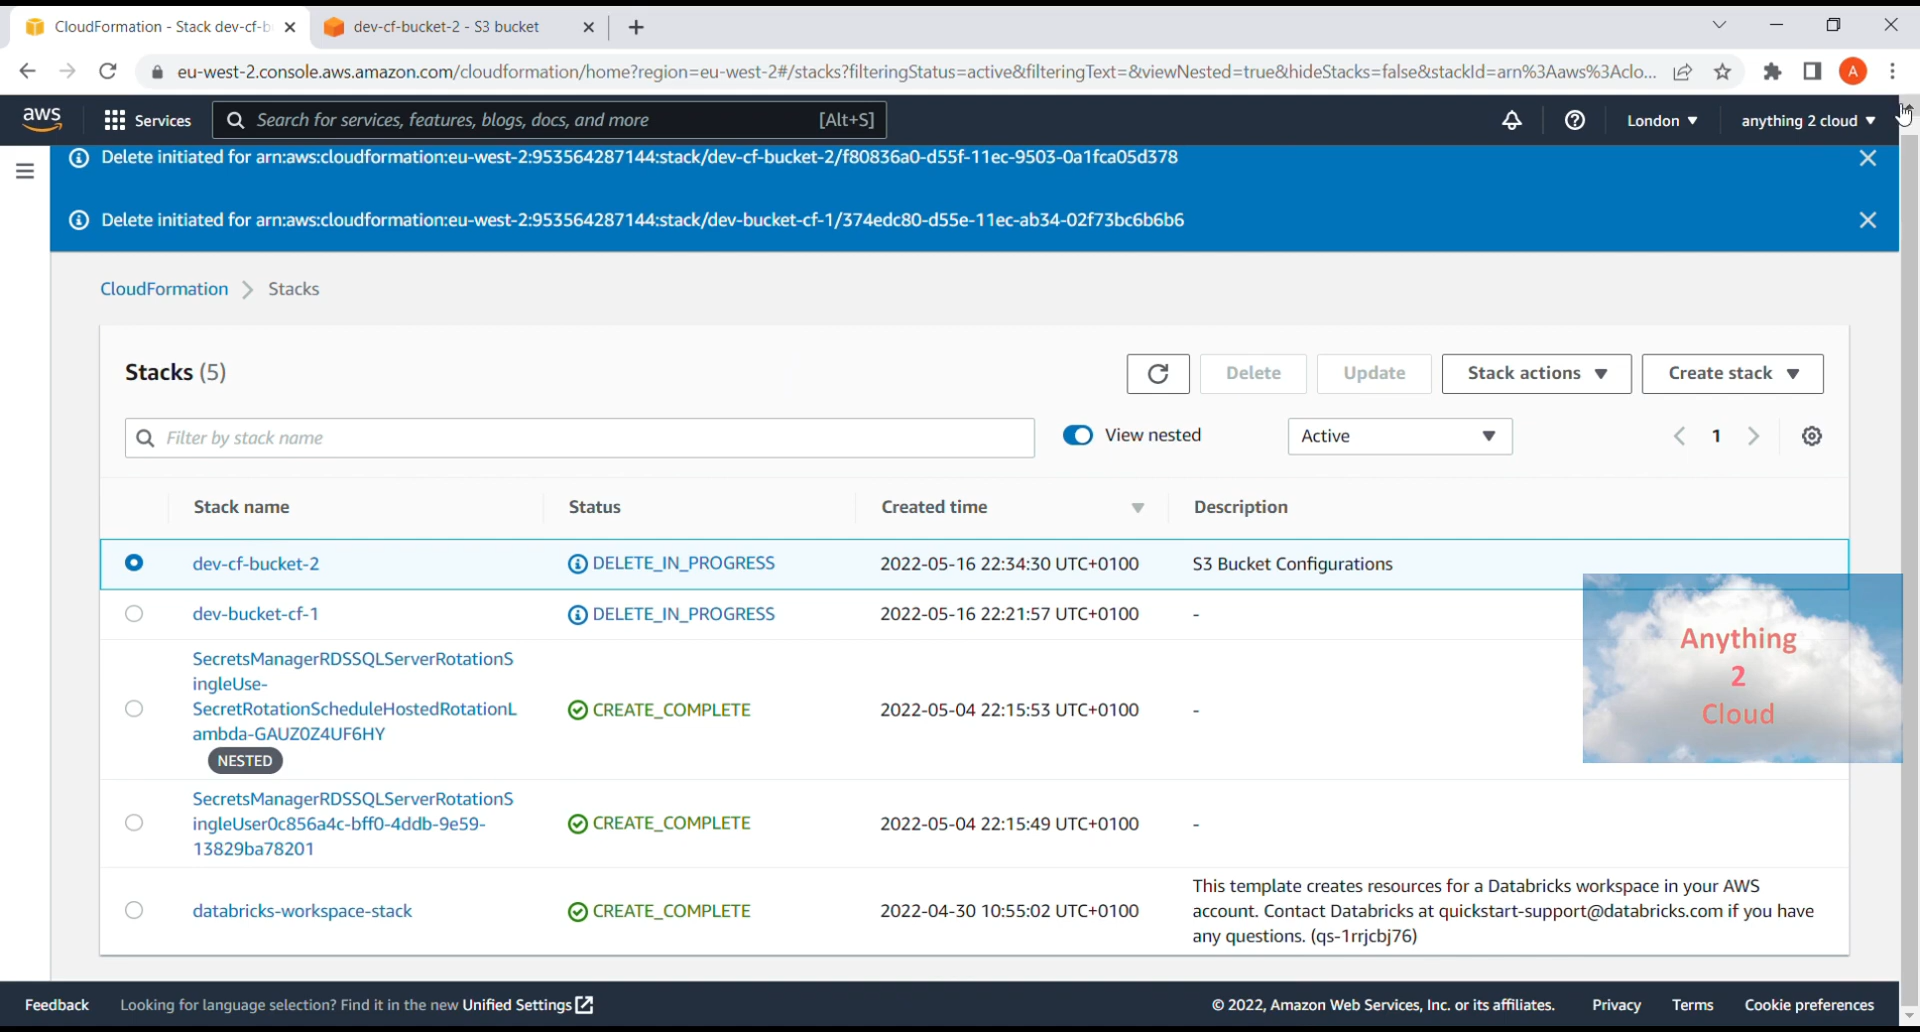 CloudFormation - Stack dev-cf-b
dev-cf-bucket-2 - S3 bucket
eu-west-2.console.aws.amazon.com/cloudformation/home?region=eu-west-2#/stacks?filteringStatus=active&filteringText=&viewNested=true&hideStacks=false&stackId=arn%3Aaws%3Aclo...
A
aws
Services
Search for services, features, blogs, docs, and more
[Alt+S]
London
anything 2 cloud
Delete initiated for arn:aws:cloudformation:eu-west-2:953564287144:stack/dev-cf-bucket-2/f80836a0-d55f-11ec-9503-0a1fca05d378
Delete initiated for arn:aws:cloudformation:eu-west-2:953564287144:stack/dev-bucket-cf-1/374edc80-d55e-11ec-ab34-02f73bc6b6b6
CloudFormation > Stacks
Stacks (5)
Delete
Update
Stack actions
Create stack
Filter by stack name
View nested
Active
1
Stack name Status Created time Description
dev-cf-bucket-2 DELETE_IN_PROGRESS 2022-05-16 22:34:30 UTC+0100 S3 Bucket Configurations
dev-bucket-cf-1 DELETE_IN_PROGRESS 2022-05-16 22:21:57 UTC+0100 -
SecretsManagerRDSSQLServerRotationS
ingleUse-
SecretRotationScheduleHostedRotationL
ambda-GAUZ0Z4UF6HY
NESTED
CREATE_COMPLETE 2022-05-04 22:15:53 UTC+0100 -
Anything
2
Cloud
SecretsManagerRDSSQLServerRotationS
ingleUser0c856a4c-bff0-4ddb-9e59-
13829ba78201
CREATE_COMPLETE 2022-05-04 22:15:49 UTC+0100 -
databricks-workspace-stack CREATE_COMPLETE 2022-04-30 10:55:02 UTC+0100
This template creates resources for a Databricks workspace in your AWS
account. Contact Databricks at quickstart-support@databricks.com if you have
any questions. (qs-1rrjcbj76)
Feedback
Looking for language selection? Find it in the new Unified Settings
© 2022, Amazon Web Services, Inc. or its affiliates.
Privacy
Terms
Cookie preferences